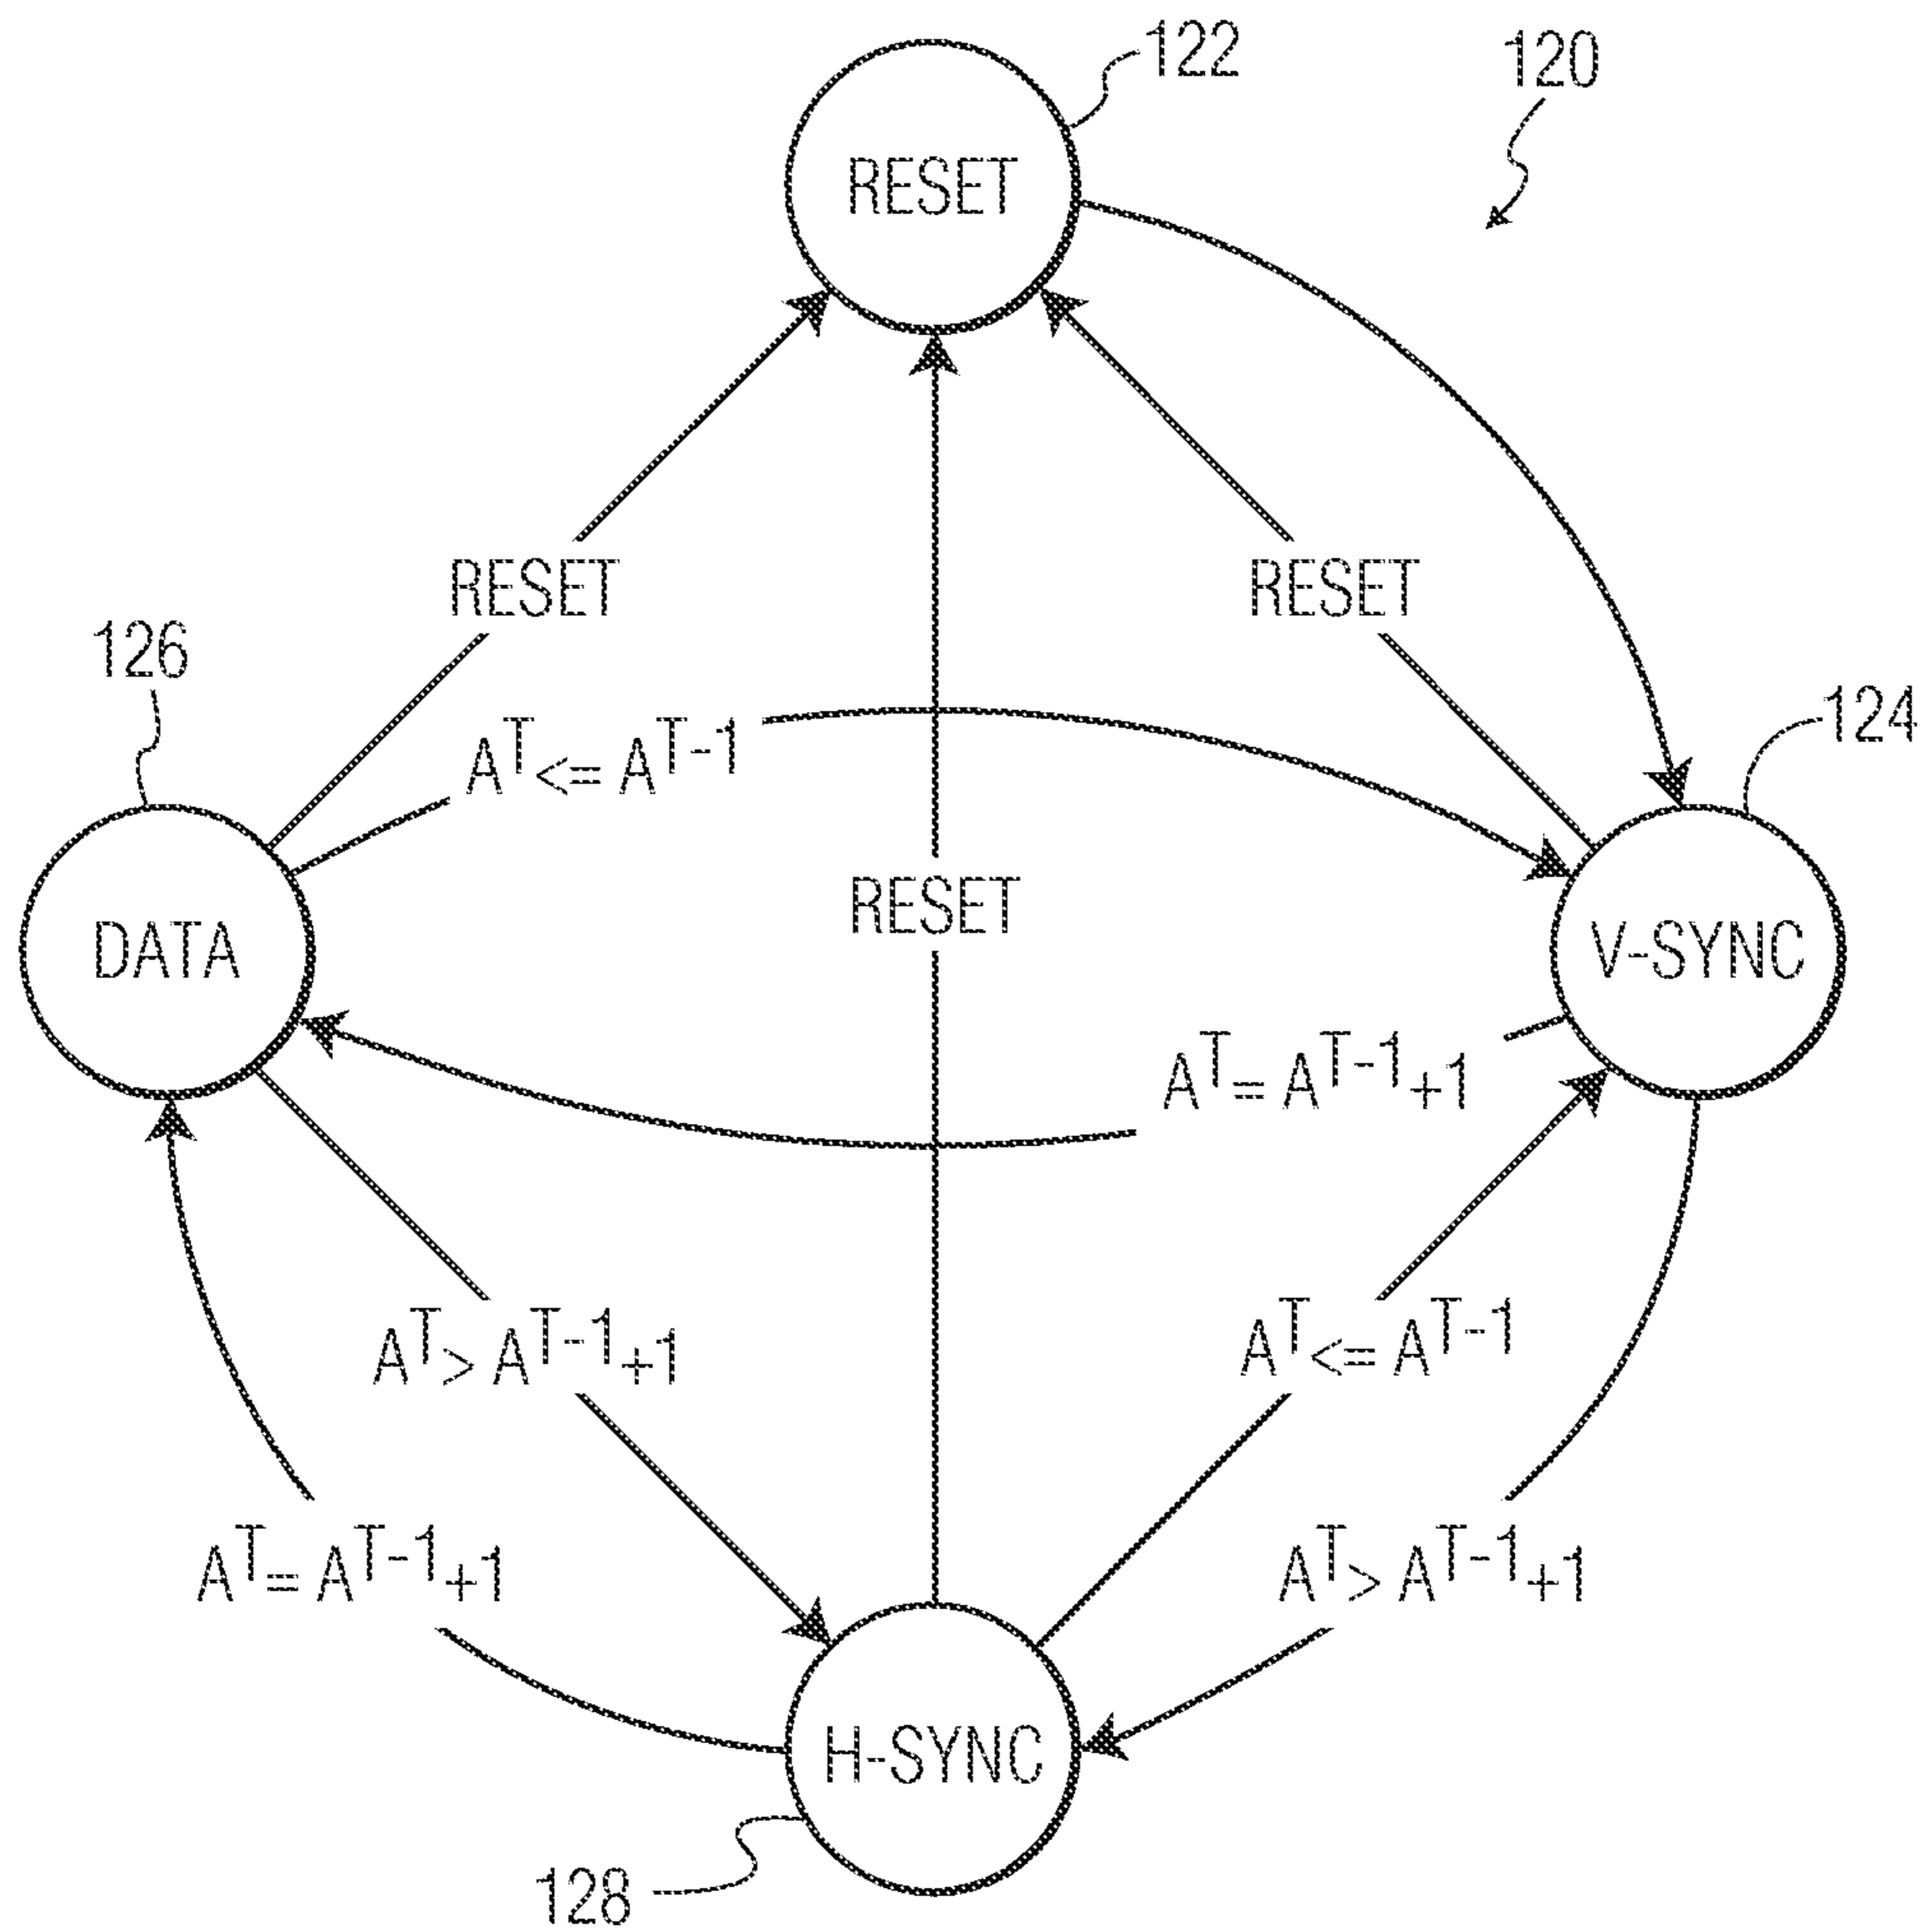 122
120
RESET
RESET
RESET
126
124
A^T <= A^T-1
RESET
DATA
V-SYNC
A^T = A^T-1+1
A^T > A^T-1+1
A^T <= A^T-1
A^T = A^T-1+1
A^T > A^T-1+1
H-SYNC
128